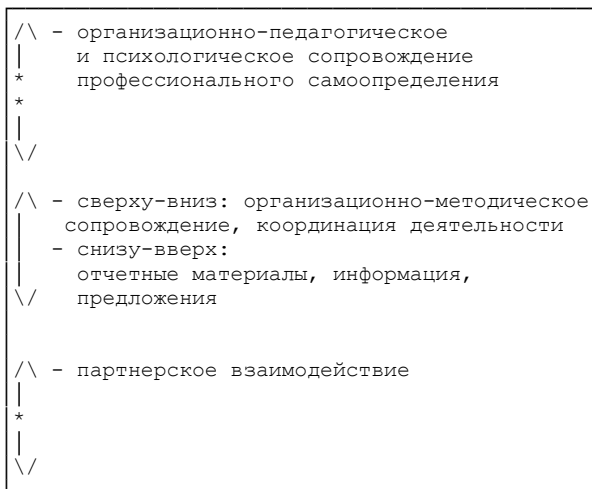 /\ - организационно-педагогическое
| и психологическое сопровождение
* профессионального самоопределения
*
|
\/
/\ - сверху-вниз: организационно-методическое
| сопровождение, координация деятельности
| - снизу-вверх:
| отчетные материалы, информация,
\/ предложения
/\ - партнерское взаимодействие
|
*
|
\/